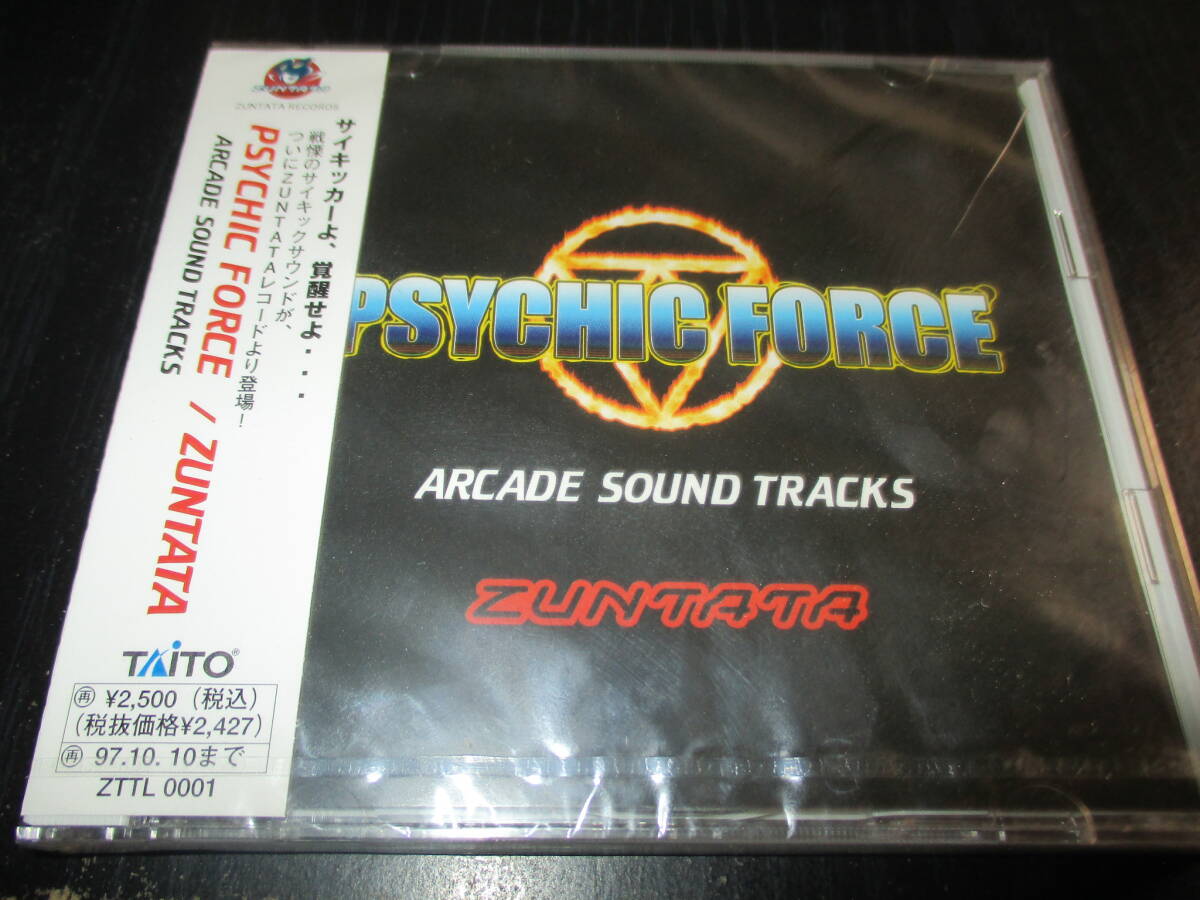 ZUNTATA
ZUNTATA RECORDS
サイキッカーよ、覚醒せよ・・・
戦慄のサイキックサウンドが、
ついにZUNTATAレコードより登場!
PSYCHIC FORCE / ZUNTATA
ARCADE SOUND TRACKS
TAITO®
再 ¥2,500 (税込)
(税抜価格¥2,427)
再 97.10.10まで
ZTTL 0001
PSYCHIC FORCE
ARCADE SOUND TRACKS
ZUNTATA